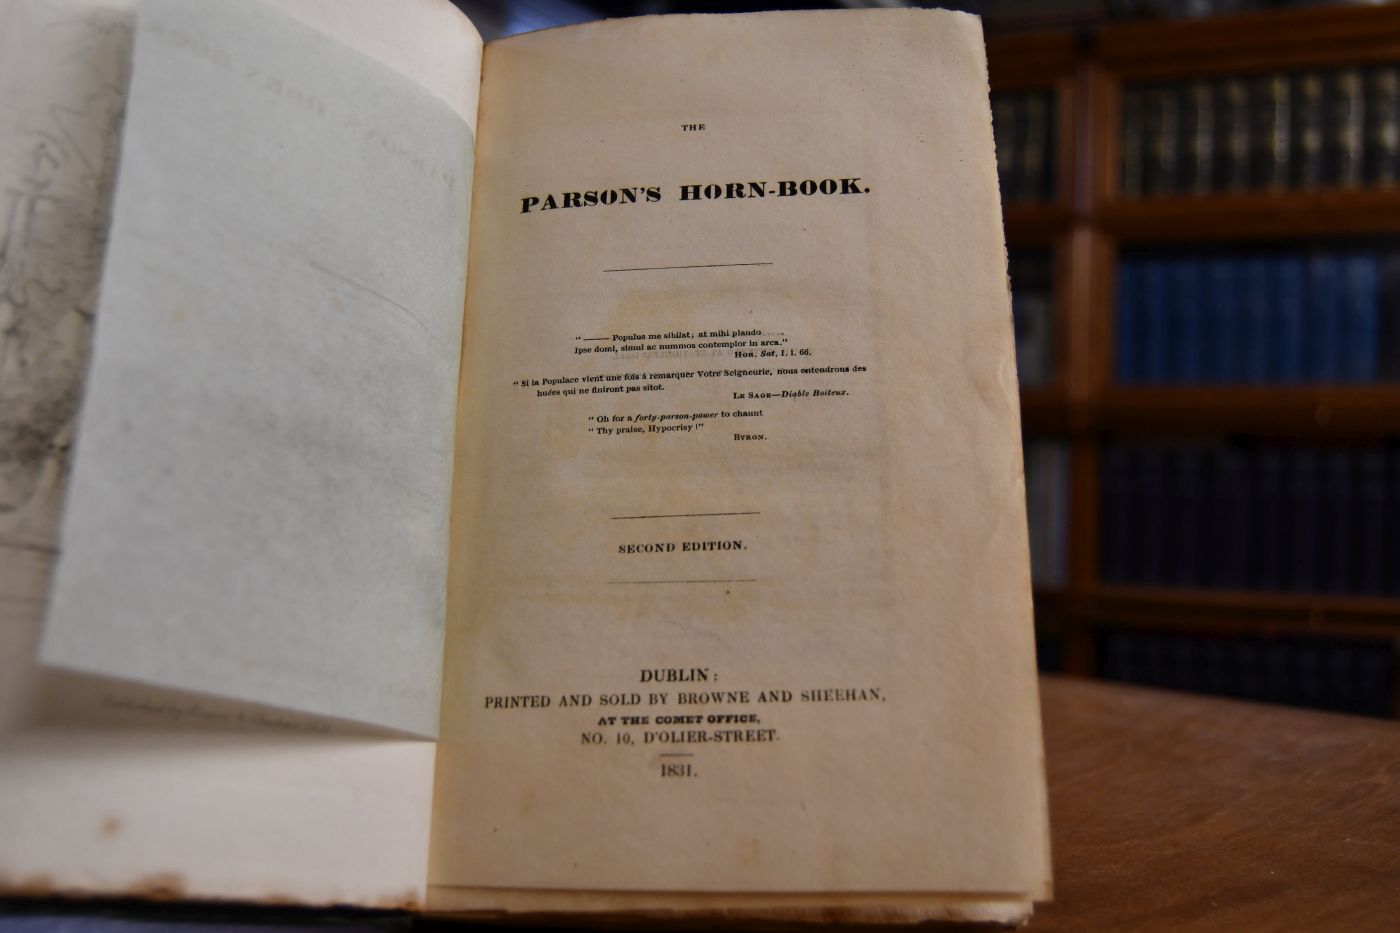 THE
PARSON'S HORN-BOOK.
“ —— Populus me sibilat; at mihi plaudo
Ipse domi, simul ac nummos contemplor in arca.”
Hor. Sat. I. 1. 66.
“ Si la Populace vient une fois á remarquer Votre Seigneurie, nous entendrons des
huées qui ne finiront pas sitot.
Le Sage—Diable Boiteux.
“ Oh for a forty-parson-power to chaunt
“ Thy praise, Hypocrisy !”
Byron.
SECOND EDITION.
DUBLIN :
PRINTED AND SOLD BY BROWNE AND SHEEHAN,
AT THE COMET OFFICE,
NO. 10, D'OLIER-STREET.
1831.